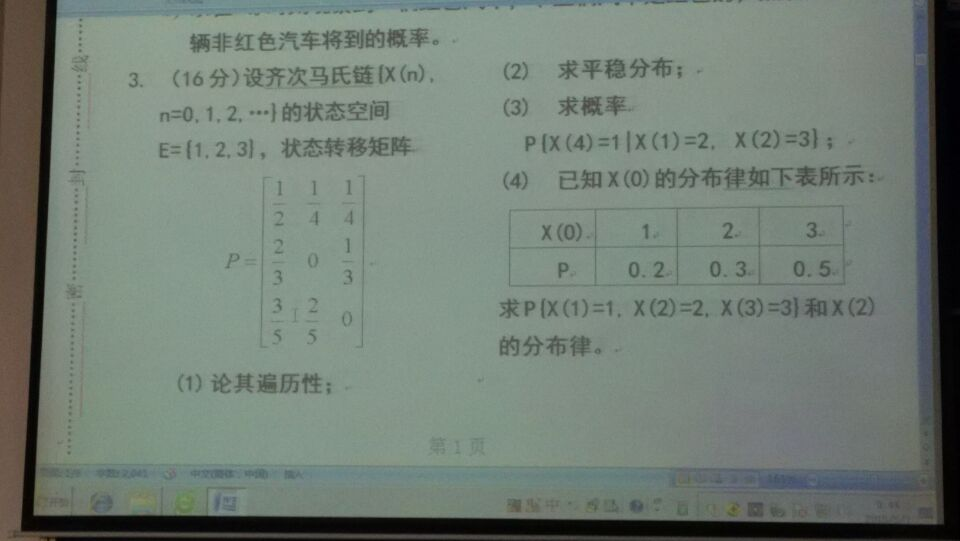 辆非红色汽车将到的概率。
3. （16分）设齐次马氏链{X(n),
n=0,1,2,…}的状态空间
E={1,2,3}，状态转移矩阵
P=
1/2 1/4 1/4
2/3 0 1/3
3/5 2/5 0
(1) 论其遍历性；
(2) 求平稳分布；
(3) 求概率
P{X(4)=1|X(1)=2, X(2)=3}；
(4) 已知X(0)的分布律如下表所示：
X(0) 1 2 3
P 0.2 0.3 0.5
求P{X(1)=1, X(2)=2, X(3)=3}和X(2)
的分布律。
第1页
线
封
密